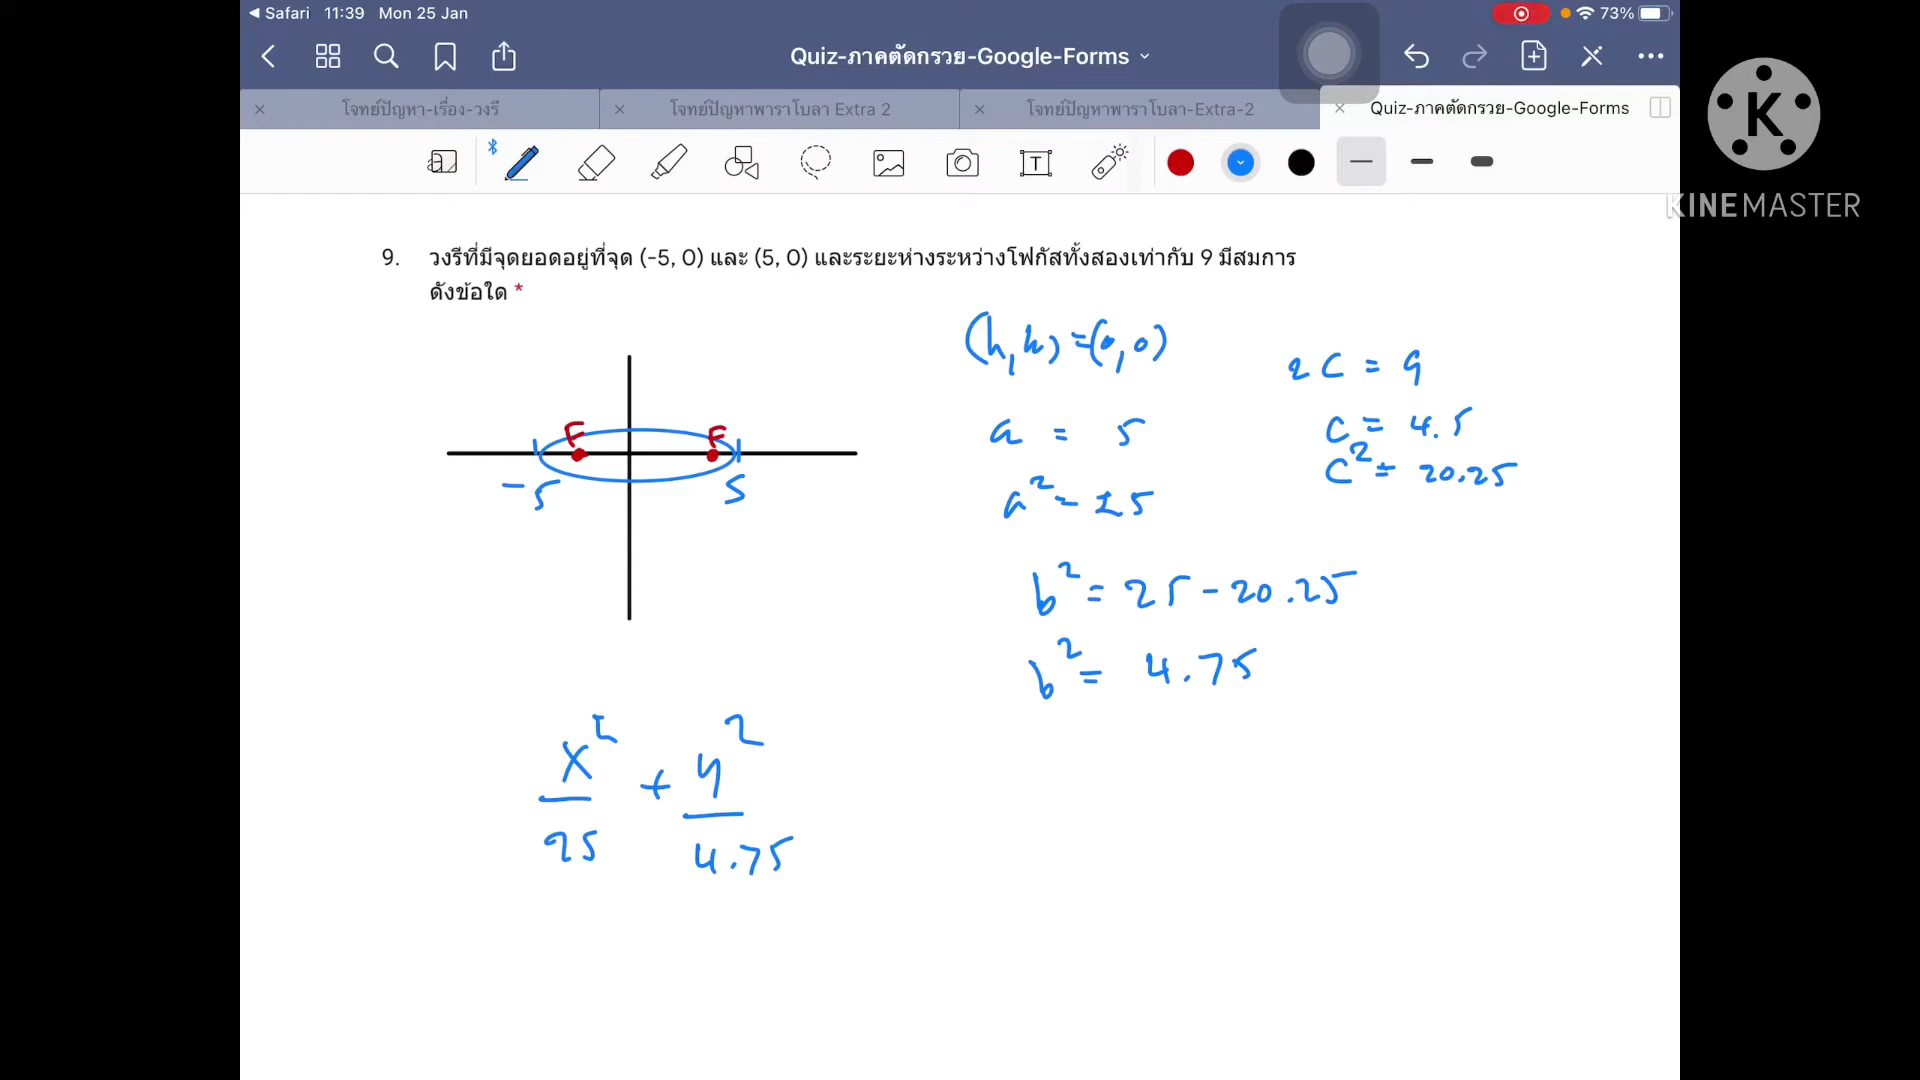 Safari 11:39 Mon 25 Jan 73%
Quiz-ภาคตัดกรวย-Google-Forms
โจทย์ปัญหา-เรื่อง-วงรี
โจทย์ปัญหาพาราโบลา Extra 2
โจทย์ปัญหาพาราโบลา-Extra-2
Quiz-ภาคตัดกรวย-Google-Forms
K
KINEMASTER
9. วงรีที่มีจุดยอดอยู่ที่จุด (-5, 0) และ (5, 0) และระยะห่างระหว่างโฟกัสทั้งสองเท่ากับ 9 มีสมการ
ดังข้อใด *
(h,k) = (0,0)
2C = 9
a = 5
C = 4.5
C² = 20.25
a² = 25
F F
-5 5
b² = 25 - 20.25
b² = 4.75
x² + y²
25 4.75